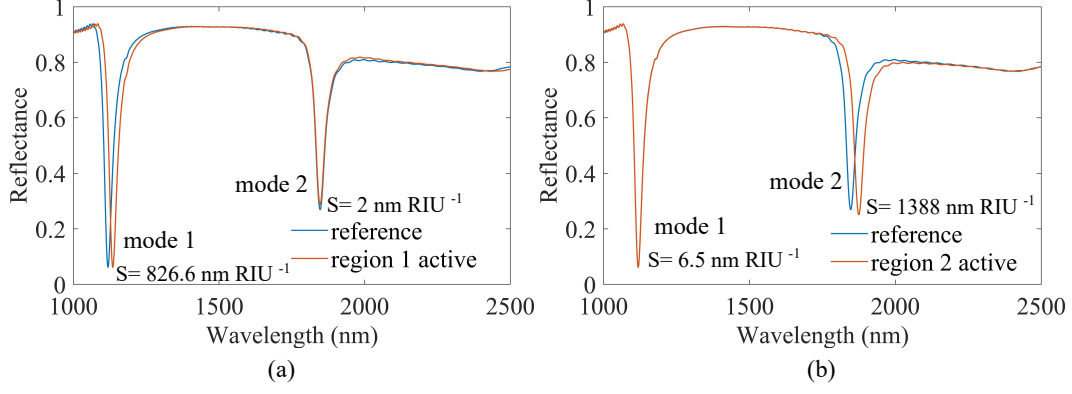 1
0.8
0.6
0.4
0.2
0
Reflectance
1000 1500 2000 2500
Wavelength (nm)
mode 2
S= 2 nm RIU -1
mode 1
S= 826.6 nm RIU -1
reference
region 1 active
(a)
1
0.8
0.6
0.4
0.2
0
Reflectance
1000 1500 2000 2500
Wavelength (nm)
mode 2
S= 1388 nm RIU -1
mode 1
S= 6.5 nm RIU -1
reference
region 2 active
(b)